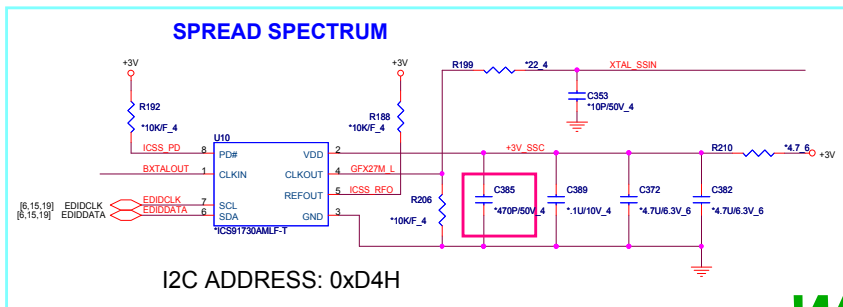 SPREAD SPECTRUM
+3V
+3V
R199
*22_4
XTAL_SSIN
R192
*10K/F_4
R188
*10K/F_4
C353
*10P/50V_4
U10
ICSS_PD
8
PD#
VDD
2
+3V_SSC
R210
*4.7_6
+3V
BXTALOUT
1
CLKIN
CLKOUT
4
GFX27M_L
REFOUT
5
ICSS_RFO
[6,15,19]
EDIDCLK
7
SCL
[6,15,19]
EDIDDATA
EDIDDATA
6
SDA
GND
3
*ICS91730AMLF-T
R206
*10K/F_4
C385
*470P/50V_4
C389
*.1U/10V_4
C372
*4.7U/6.3V_6
C382
*4.7U/6.3V_6
I2C ADDRESS: 0xD4H